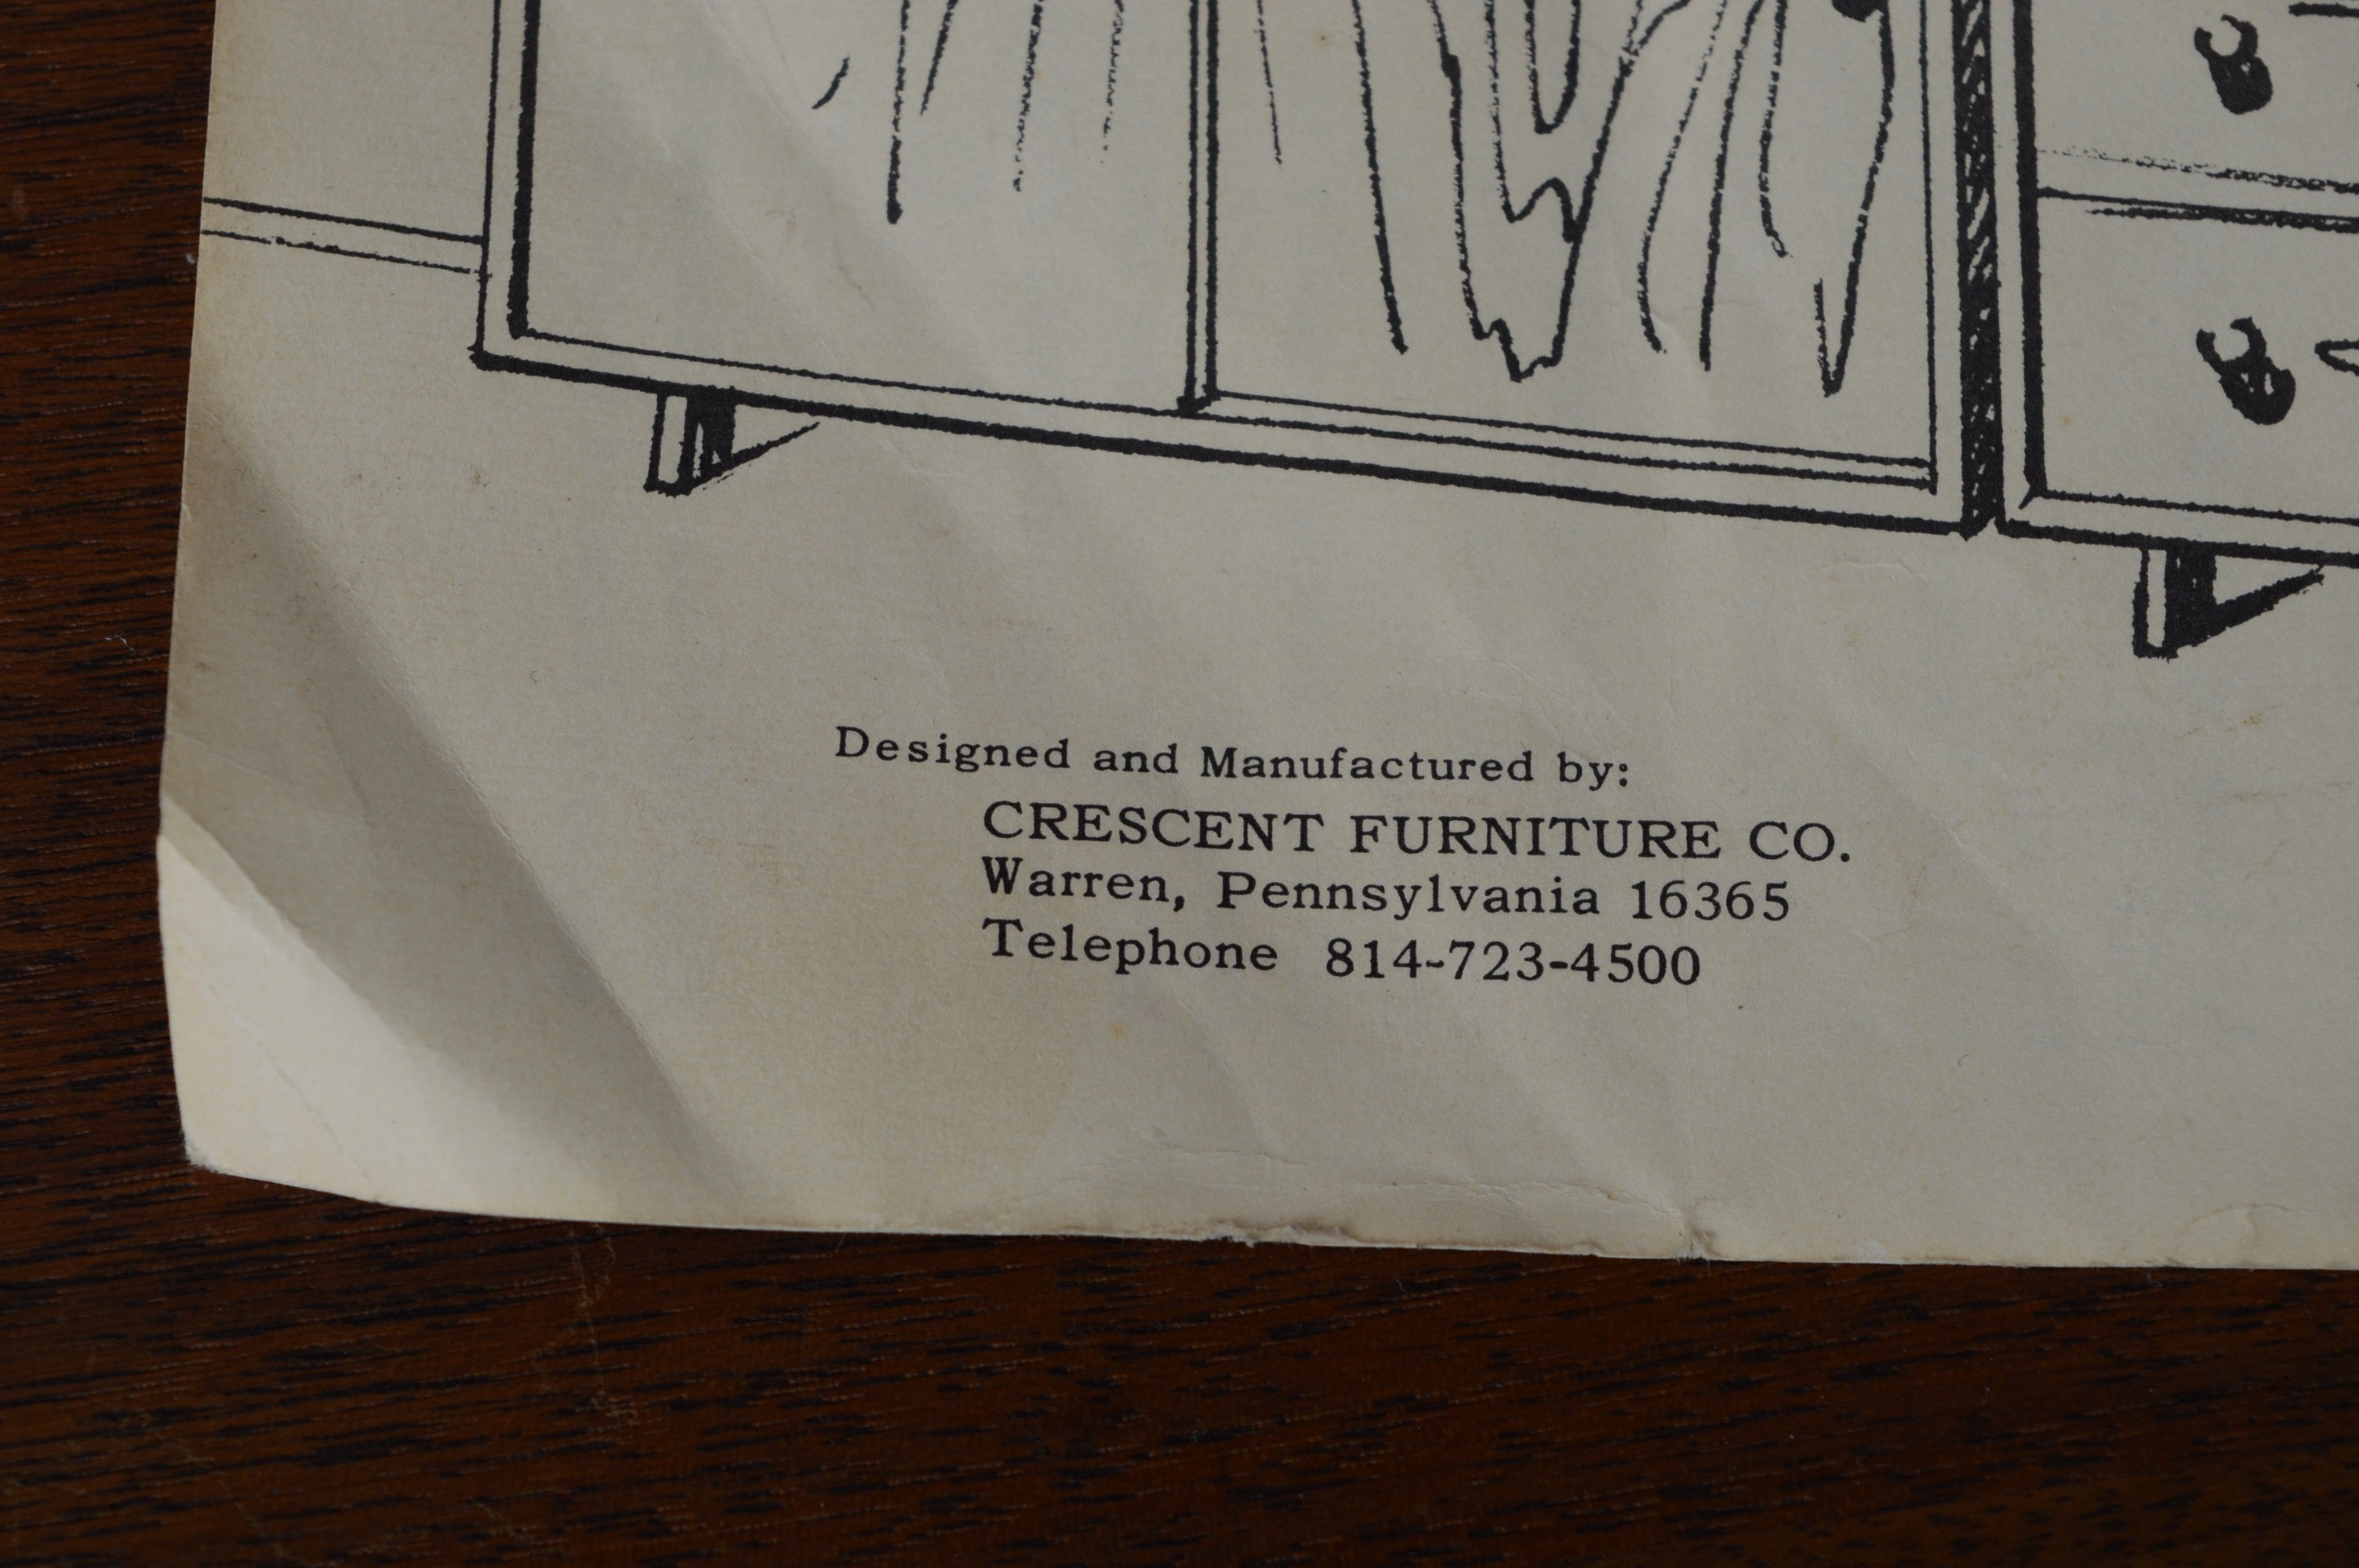 Designed and Manufactured by:
CRESCENT FURNITURE CO.
Warren, Pennsylvania 16365
Telephone 814-723-4500